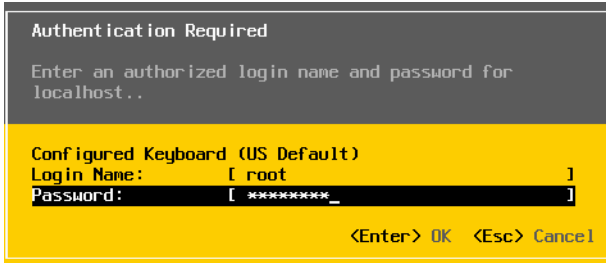 Authentication Required
Enter an authorized login name and password for
localhost..
Configured Keyboard (US Default)
Login Name: [ root ]
Password: [ ********_ ]
<Enter> OK <Esc> Cancel